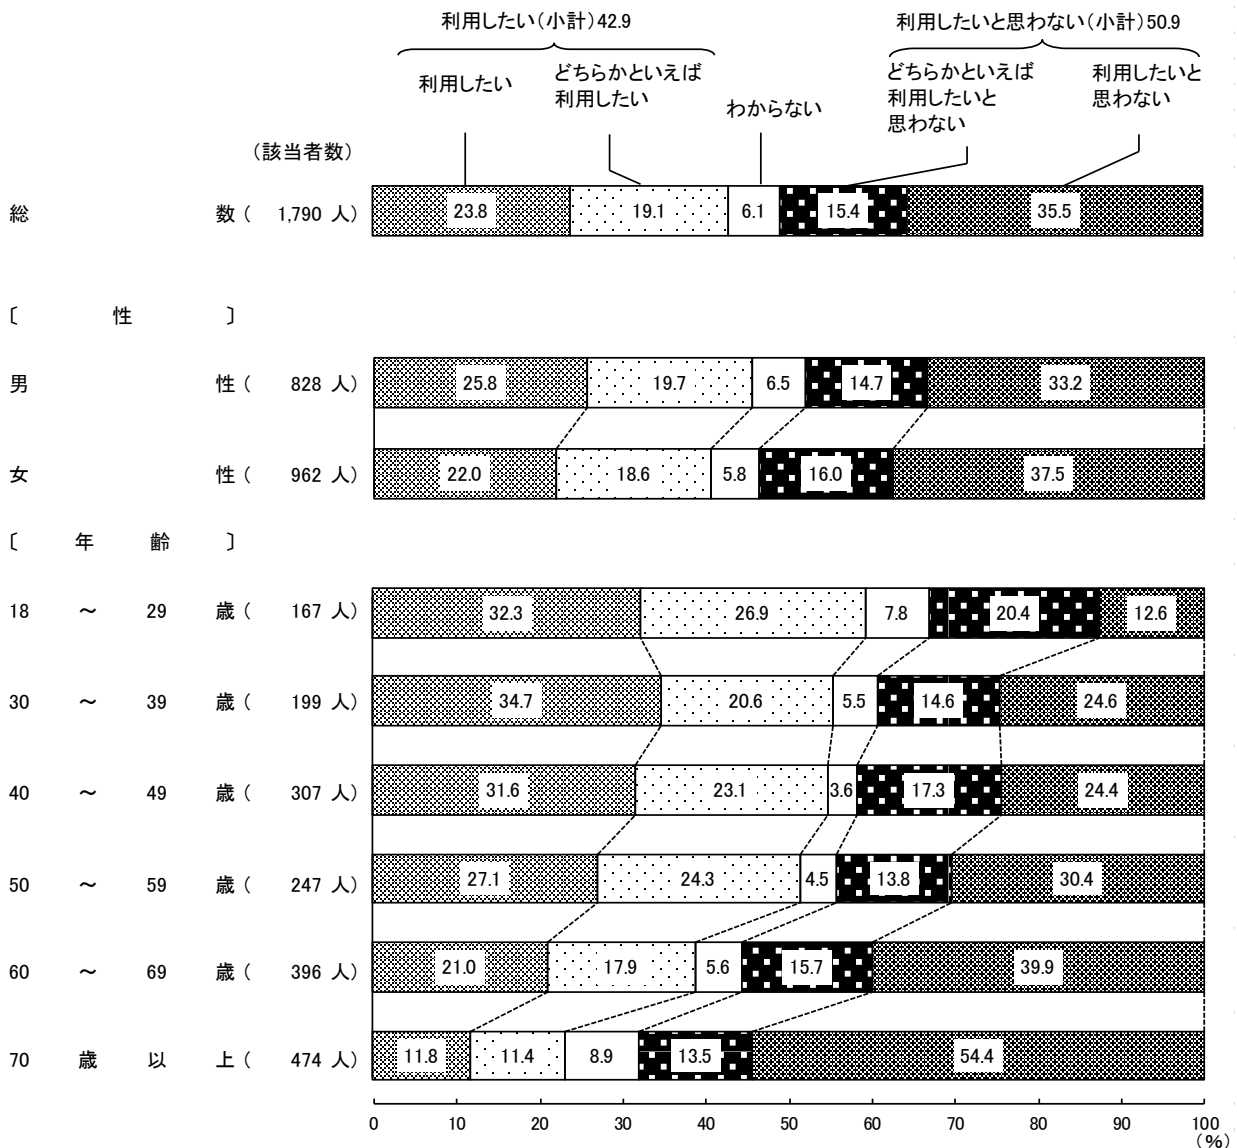 利用したい(小計)42.9
利用したいと思わない(小計)50.9
利用したい
どちらかといえば
利用したい
わからない
どちらかといえば
利用したいと
思わない
利用したいと
思わない
(該当者数)
総 数( 1,790 人) 23.8 19.1 6.1 15.4 35.5
〔 性 〕
男 性( 828 人) 25.8 19.7 6.5 14.7 33.2
女 性( 962 人) 22.0 18.6 5.8 16.0 37.5
〔 年 齢 〕
18 ~ 29 歳( 167 人) 32.3 26.9 7.8 20.4 12.6
30 ~ 39 歳( 199 人) 34.7 20.6 5.5 14.6 24.6
40 ~ 49 歳( 307 人) 31.6 23.1 3.6 17.3 24.4
50 ~ 59 歳( 247 人) 27.1 24.3 4.5 13.8 30.4
60 ~ 69 歳( 396 人) 21.0 17.9 5.6 15.7 39.9
70 歳 以 上( 474 人) 11.8 11.4 8.9 13.5 54.4
0 10 20 30 40 50 60 70 80 90 100
(%)